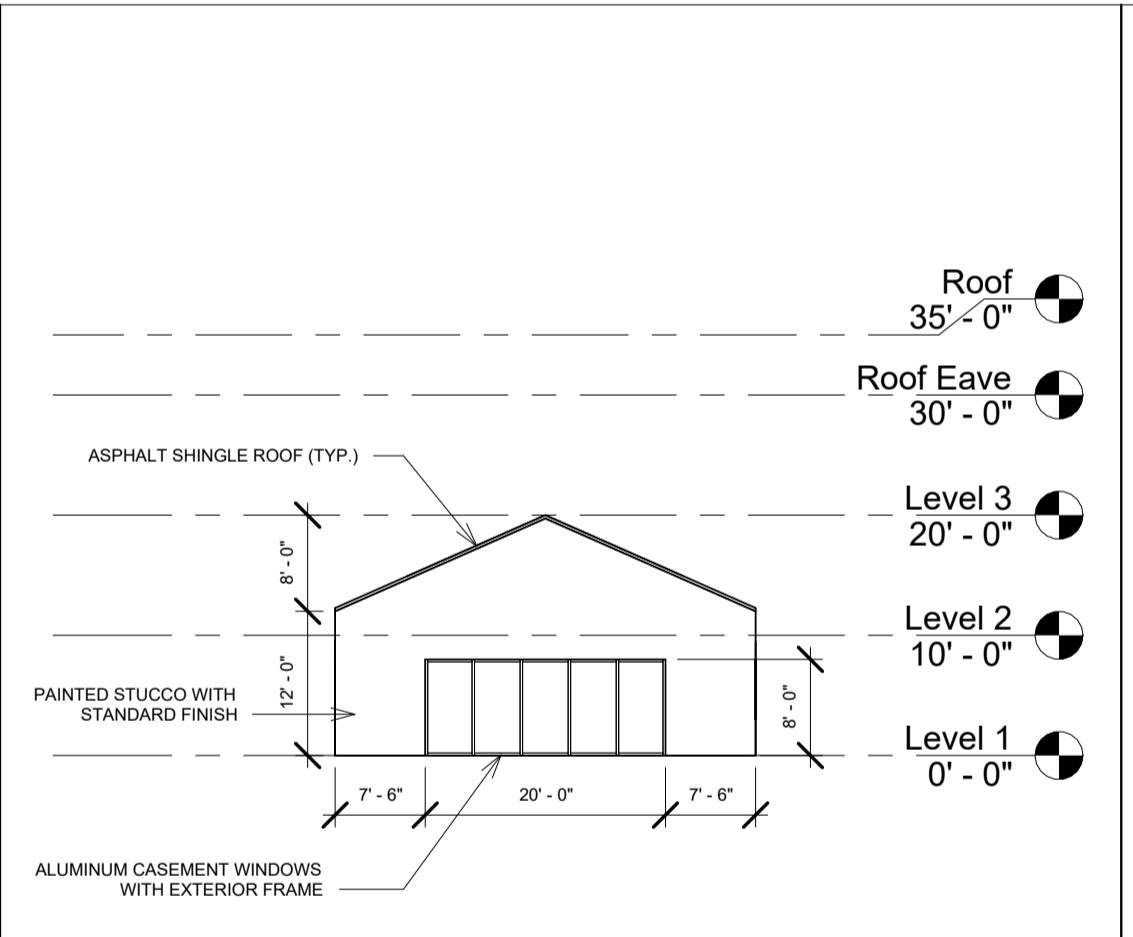 Roof
35' - 0"
Roof Eave
30' - 0"
ASPHALT SHINGLE ROOF (TYP.)
Level 3
20' - 0"
8' - 0"
Level 2
10' - 0"
12' - 0"
PAINTED STUCCO WITH
STANDARD FINISH
8' - 0"
Level 1
0' - 0"
7' - 6"
20' - 0"
7' - 6"
ALUMINUM CASEMENT WINDOWS
WITH EXTERIOR FRAME